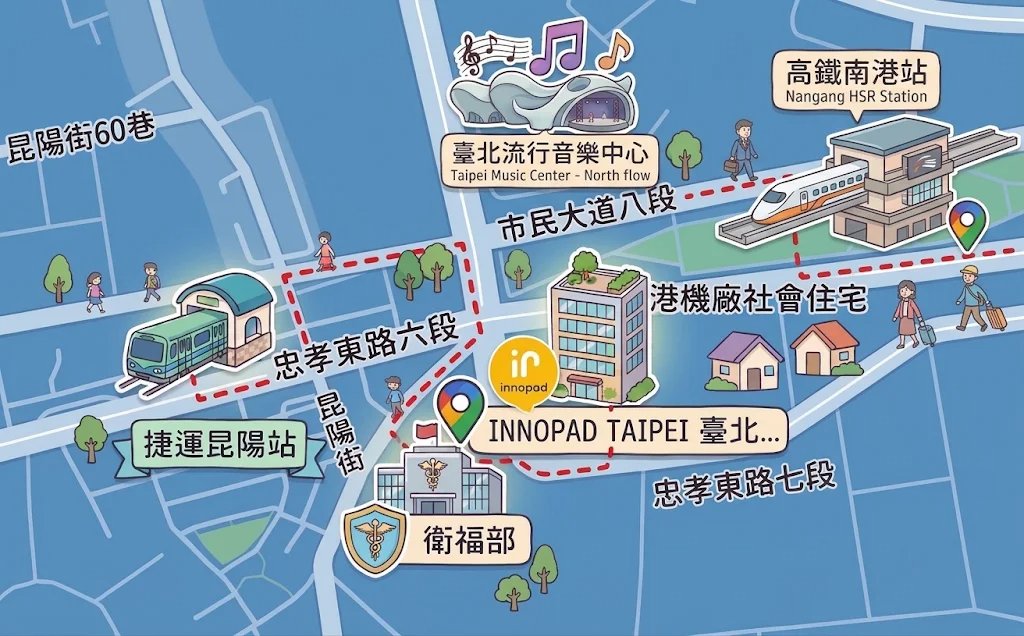 高鐵南港站
Nangang HSR Station
昆陽街60巷
臺北流行音樂中心
Taipei Music Center - North flow
市民大道八段
港機廠社會住宅
忠孝東路六段
in
innopad
昆陽街
INNOPAD TAIPEI 臺北...
捷運昆陽站
忠孝東路七段
衛福部